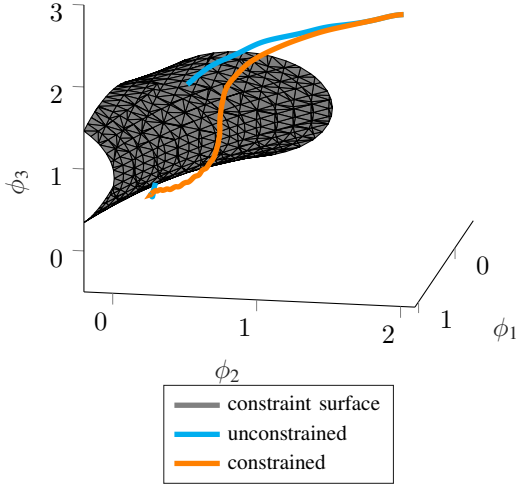 3
2
1
0
ϕ3
0
1
2
0
1
ϕ1
ϕ2
constraint surface
unconstrained
constrained